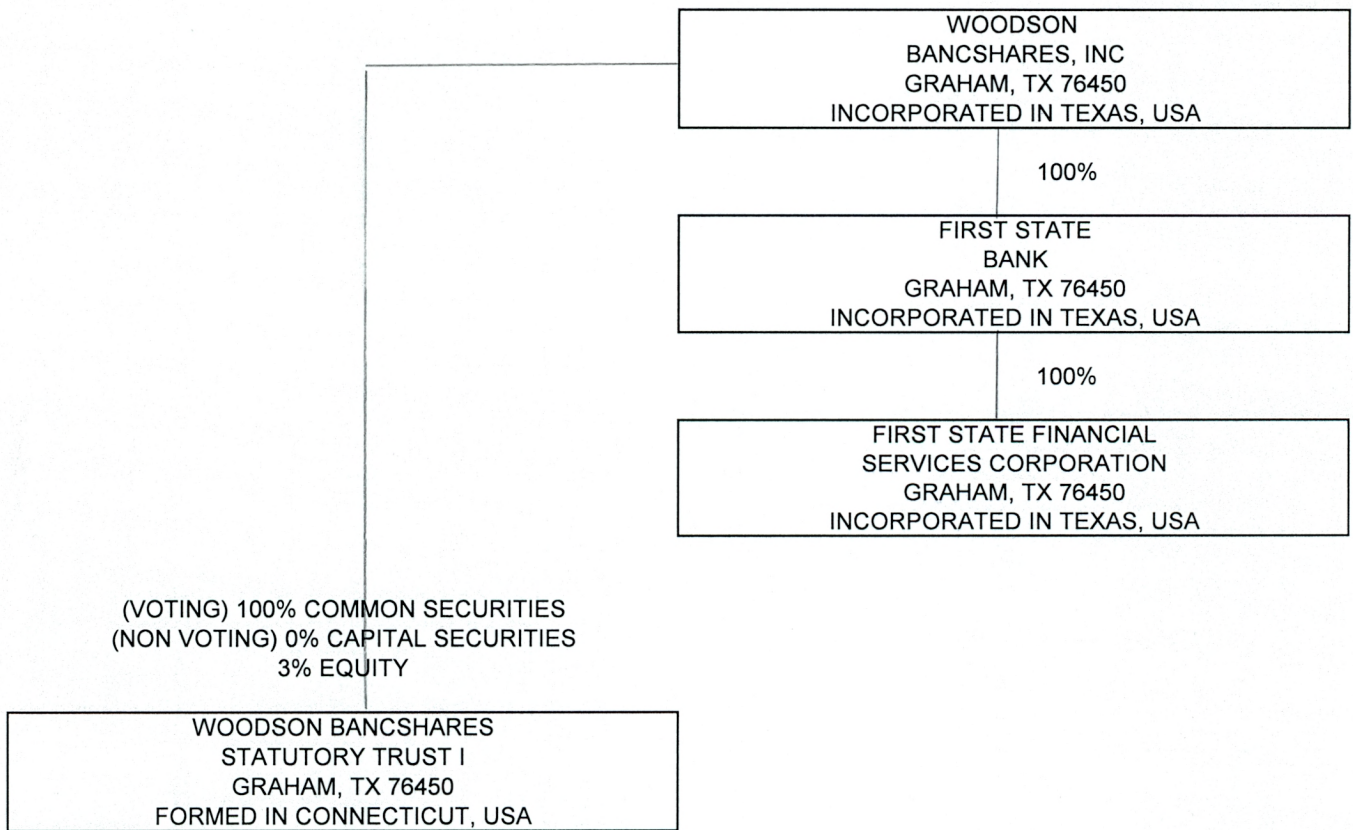 WOODSON
BANCSHARES, INC
GRAHAM, TX 76450
INCORPORATED IN TEXAS, USA
100%
FIRST STATE
BANK
GRAHAM, TX 76450
INCORPORATED IN TEXAS, USA
100%
FIRST STATE FINANCIAL
SERVICES CORPORATION
GRAHAM, TX 76450
INCORPORATED IN TEXAS, USA
(VOTING) 100% COMMON SECURITIES
(NON VOTING) 0% CAPITAL SECURITIES
3% EQUITY
WOODSON BANCSHARES
STATUTORY TRUST I
GRAHAM, TX 76450
FORMED IN CONNECTICUT, USA